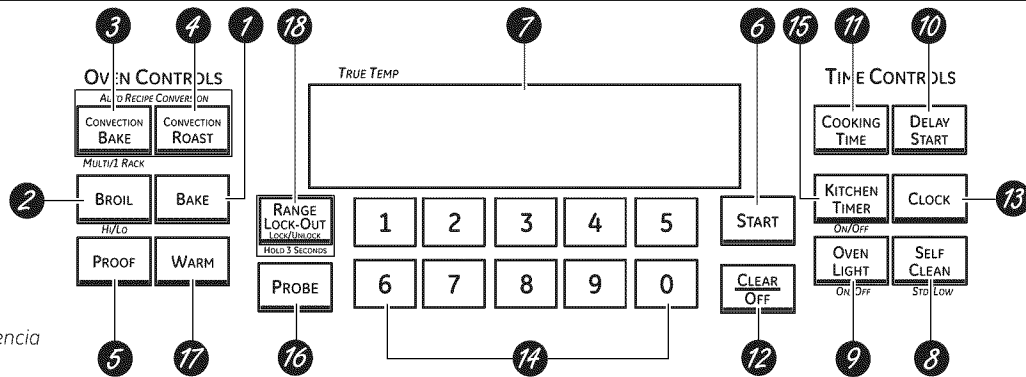 3 4 1 18 7 6 15 11 10
OVEN CONTROLS
TRUE TEMP
TIME CONTROLS
AUTO RECIPE CONVERSION
CONVECTION BAKE
CONVECTION ROAST
COOKING TIME
DELAY START
MULTI/1 RACK
2
BROIL
BAKE
RANGE LOCK-OUT
LOCK/UNLOCK
HOLD 3 SECONDS
1 2 3 4 5
START
KITCHEN TIMER
CLOCK
13
HI/LO
ON/OFF
PROOF
WARM
PROBE
6 7 8 9 0
CLEAR
OFF
OVEN LIGHT
SELF CLEAN
ON/OFF
STD/LOW
encia
5 17 16 14 12 9 8